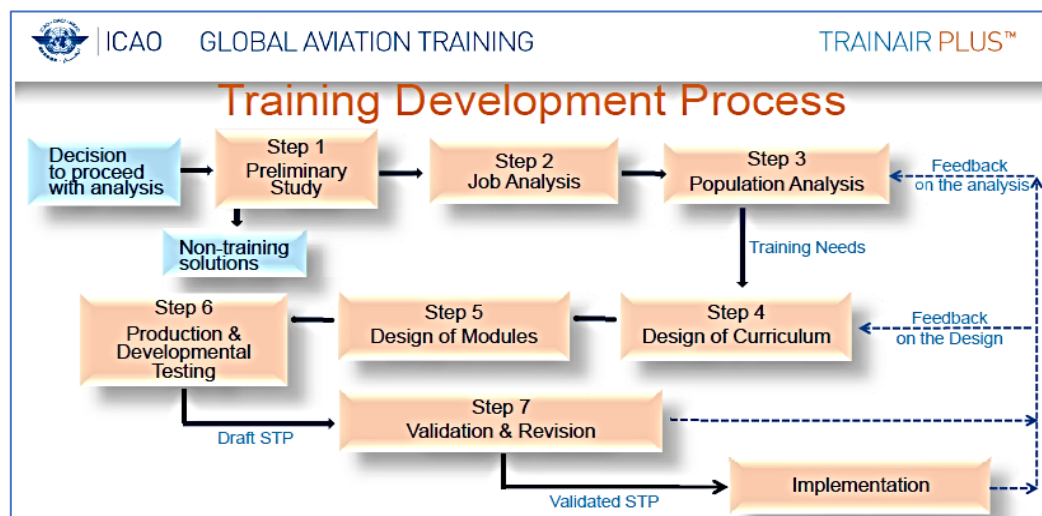 ICAO
GLOBAL AVIATION TRAINING
TRAINAIR PLUS™
Training Development Process
Decision
to proceed
with analysis
Step 1
Preliminary
Study
Step 2
Job Analysis
Step 3
Population Analysis
Feedback
on the analysis
Non-training
solutions
Training Needs
Step 6
Production &
Developmental
Testing
Step 5
Design of Modules
Step 4
Design of Curriculum
Feedback
on the Design
Step 7
Validation & Revision
Draft STP
Validated STP
Implementation